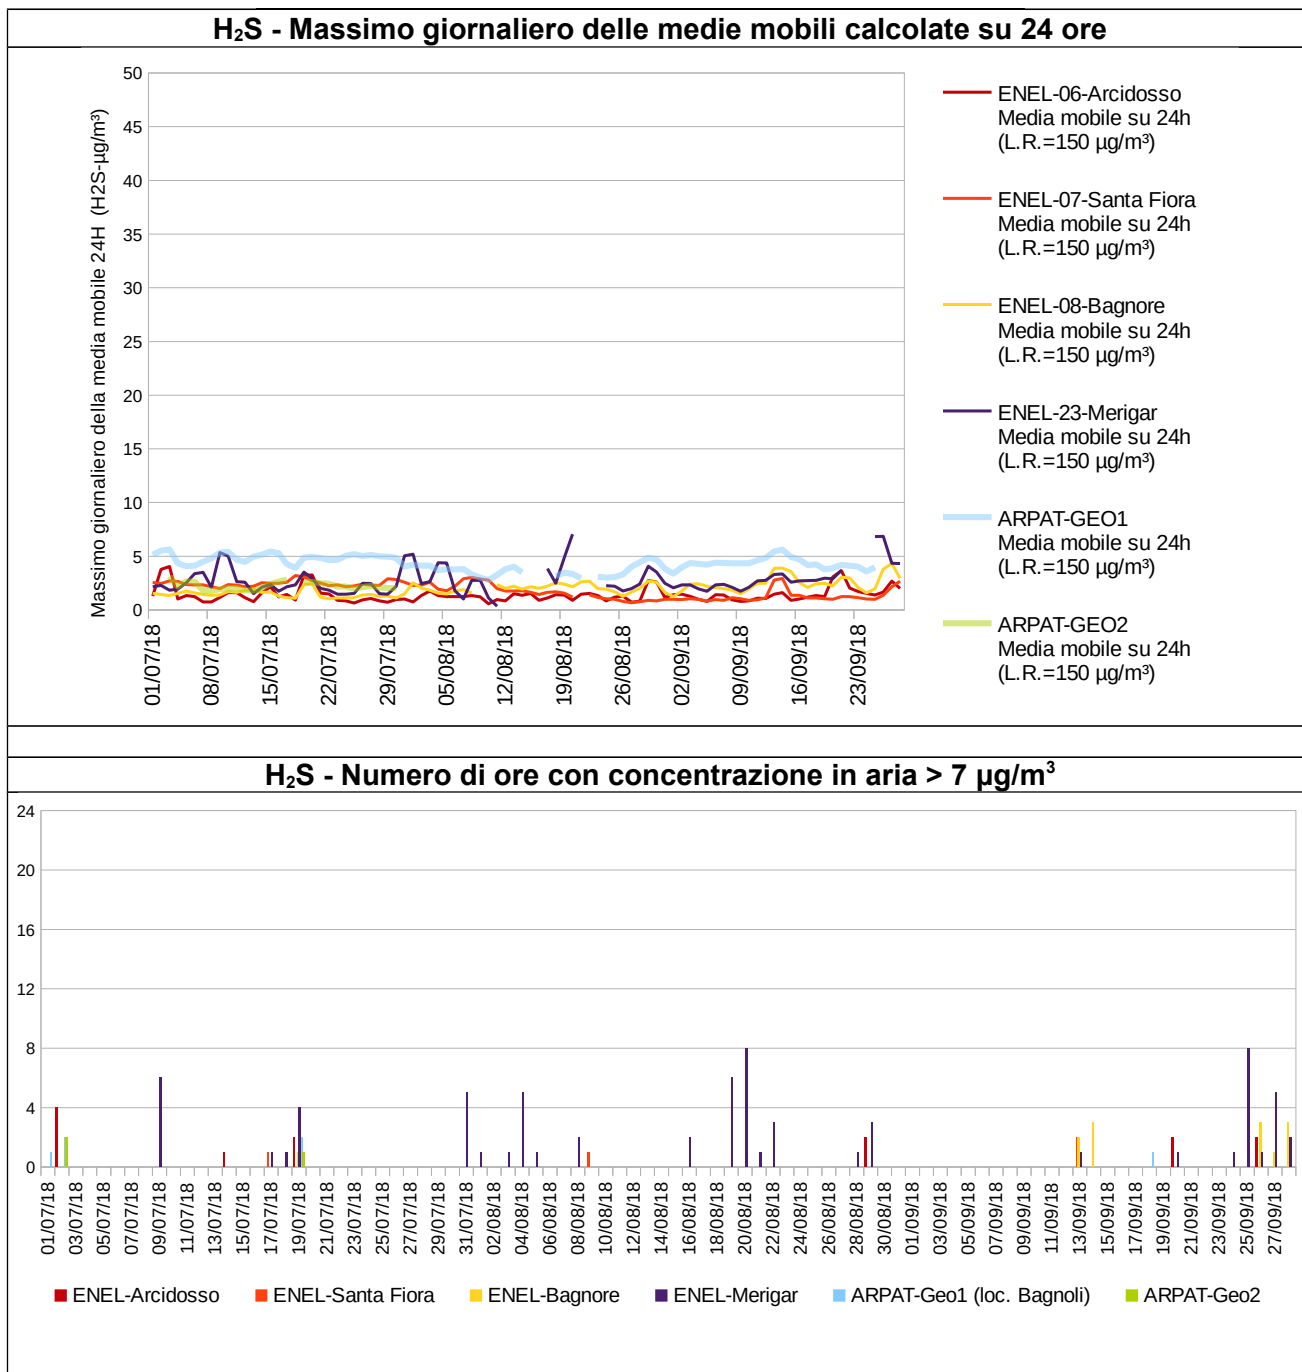 H₂S - Massimo giornaliero delle medie mobili calcolate su 24 ore
Massimo giornaliero della media mobile 24H (H2S-µg/m³)
50
45
40
35
30
25
20
15
10
5
0
01/07/18
08/07/18
15/07/18
22/07/18
29/07/18
05/08/18
12/08/18
19/08/18
26/08/18
02/09/18
09/09/18
16/09/18
23/09/18
ENEL-06-Arcidosso
Media mobile su 24h
(L.R.=150 µg/m³)
ENEL-07-Santa Fiora
Media mobile su 24h
(L.R.=150 µg/m³)
ENEL-08-Bagnore
Media mobile su 24h
(L.R.=150 µg/m³)
ENEL-23-Merigar
Media mobile su 24h
(L.R.=150 µg/m³)
ARPAT-GEO1
Media mobile su 24h
(L.R.=150 µg/m³)
ARPAT-GEO2
Media mobile su 24h
(L.R.=150 µg/m³)
H₂S - Numero di ore con concentrazione in aria > 7 µg/m³
24
20
16
12
8
4
0
01/07/18
03/07/18
05/07/18
07/07/18
09/07/18
11/07/18
13/07/18
15/07/18
17/07/18
19/07/18
21/07/18
23/07/18
25/07/18
27/07/18
29/07/18
31/07/18
02/08/18
04/08/18
06/08/18
08/08/18
10/08/18
12/08/18
14/08/18
16/08/18
18/08/18
20/08/18
22/08/18
24/08/18
26/08/18
28/08/18
30/08/18
01/09/18
03/09/18
05/09/18
07/09/18
09/09/18
11/09/18
13/09/18
15/09/18
17/09/18
19/09/18
21/09/18
23/09/18
25/09/18
27/09/18
ENEL-Arcidosso
ENEL-Santa Fiora
ENEL-Bagnore
ENEL-Merigar
ARPAT-Geo1 (loc. Bagnoli)
ARPAT-Geo2